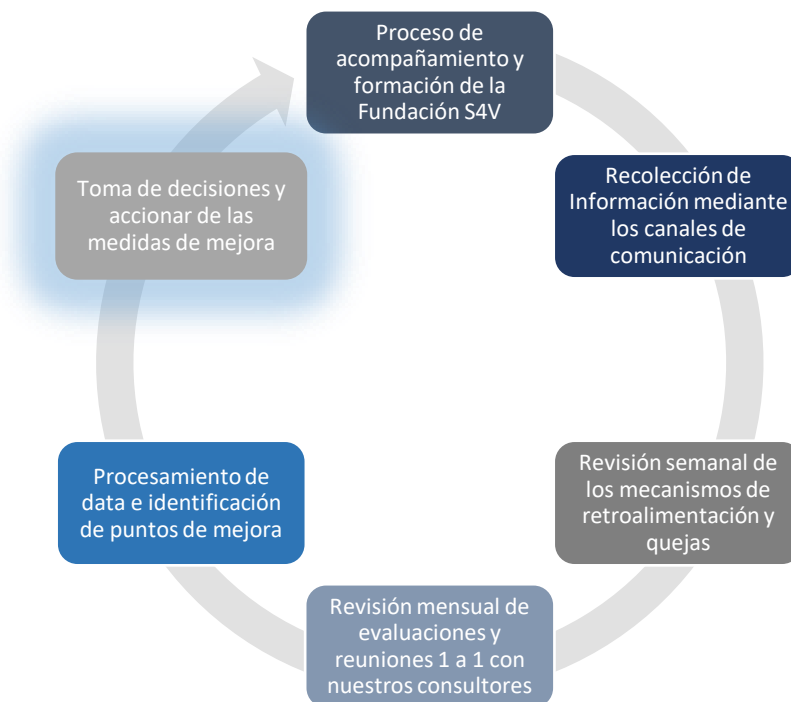 Proceso de
acompañamiento y
formación de la
Fundación S4V
Recolección de
Información mediante
los canales de
comunicación
Revisión semanal de
los mecanismos de
retroalimentación y
quejas
Revisión mensual de
evaluaciones y
reuniones 1 a 1 con
nuestros consultores
Procesamiento de
data e identificación
de puntos de mejora
Toma de decisiones y
accionar de las
medidas de mejora